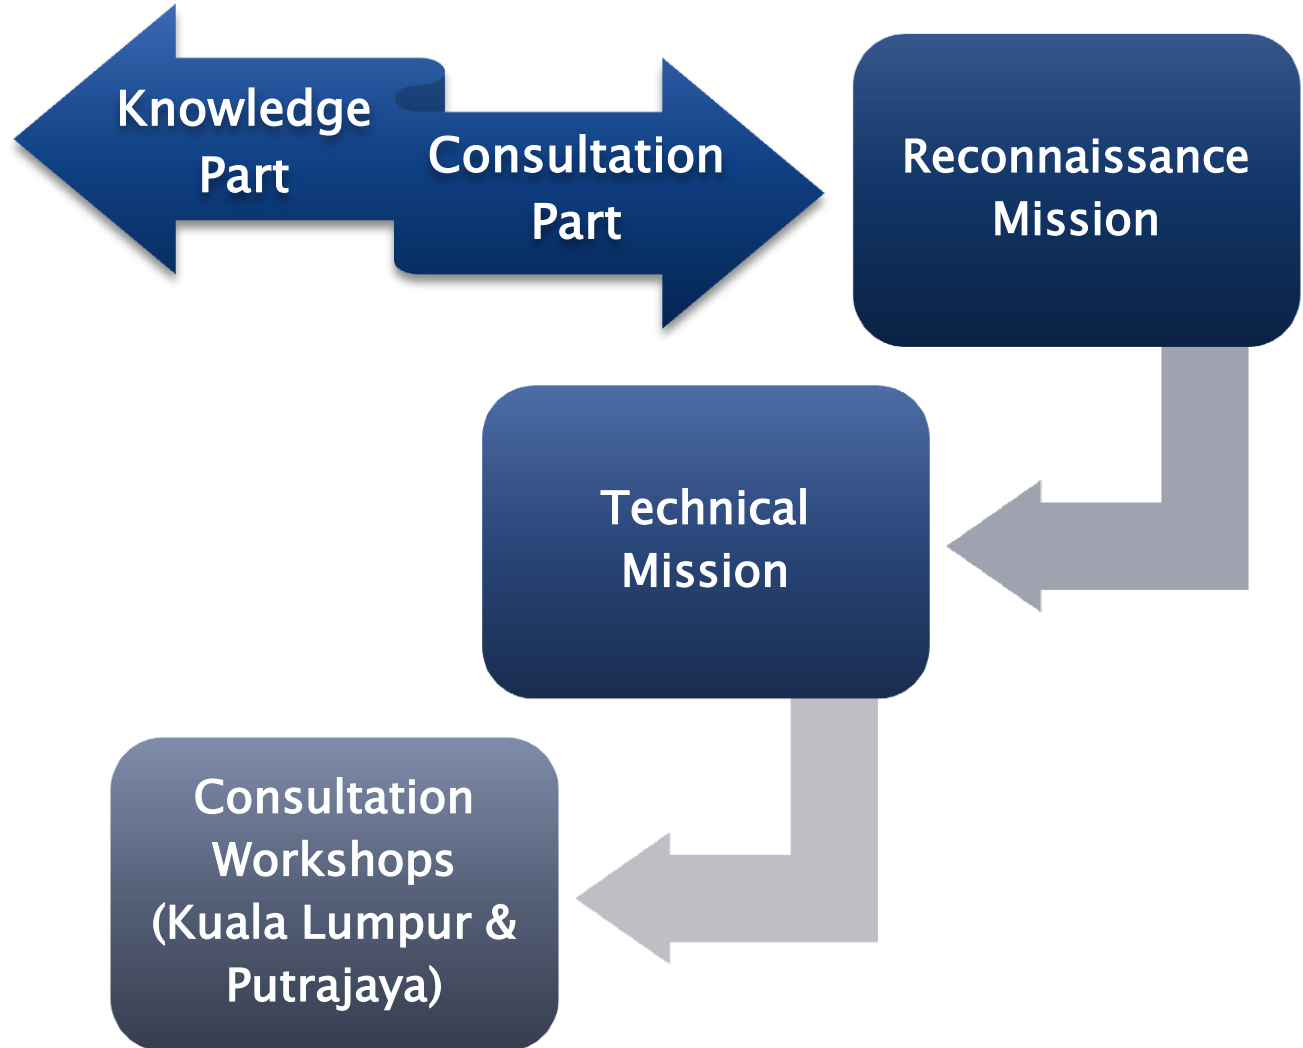 Knowledge
Part
Consultation
Part
Reconnaissance
Mission
Technical
Mission
Consultation
Workshops
(Kuala Lumpur &
Putrajaya)